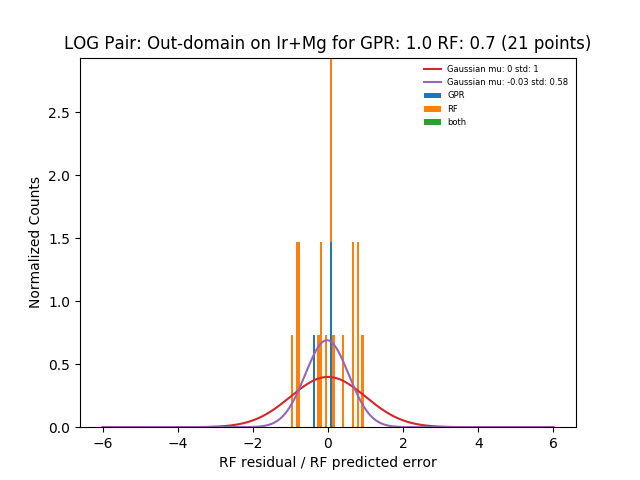 LOG Pair: Out-domain on Ir+Mg for GPR: 1.0 RF: 0.7 (21 points)
Gaussian mu: 0 std: 1
Gaussian mu: -0.03 std: 0.58
GPR
RF
both
Normalized Counts
2.5
2.0
1.5
1.0
0.5
0.0
−6
−4
−2
0
2
4
6
RF residual / RF predicted error